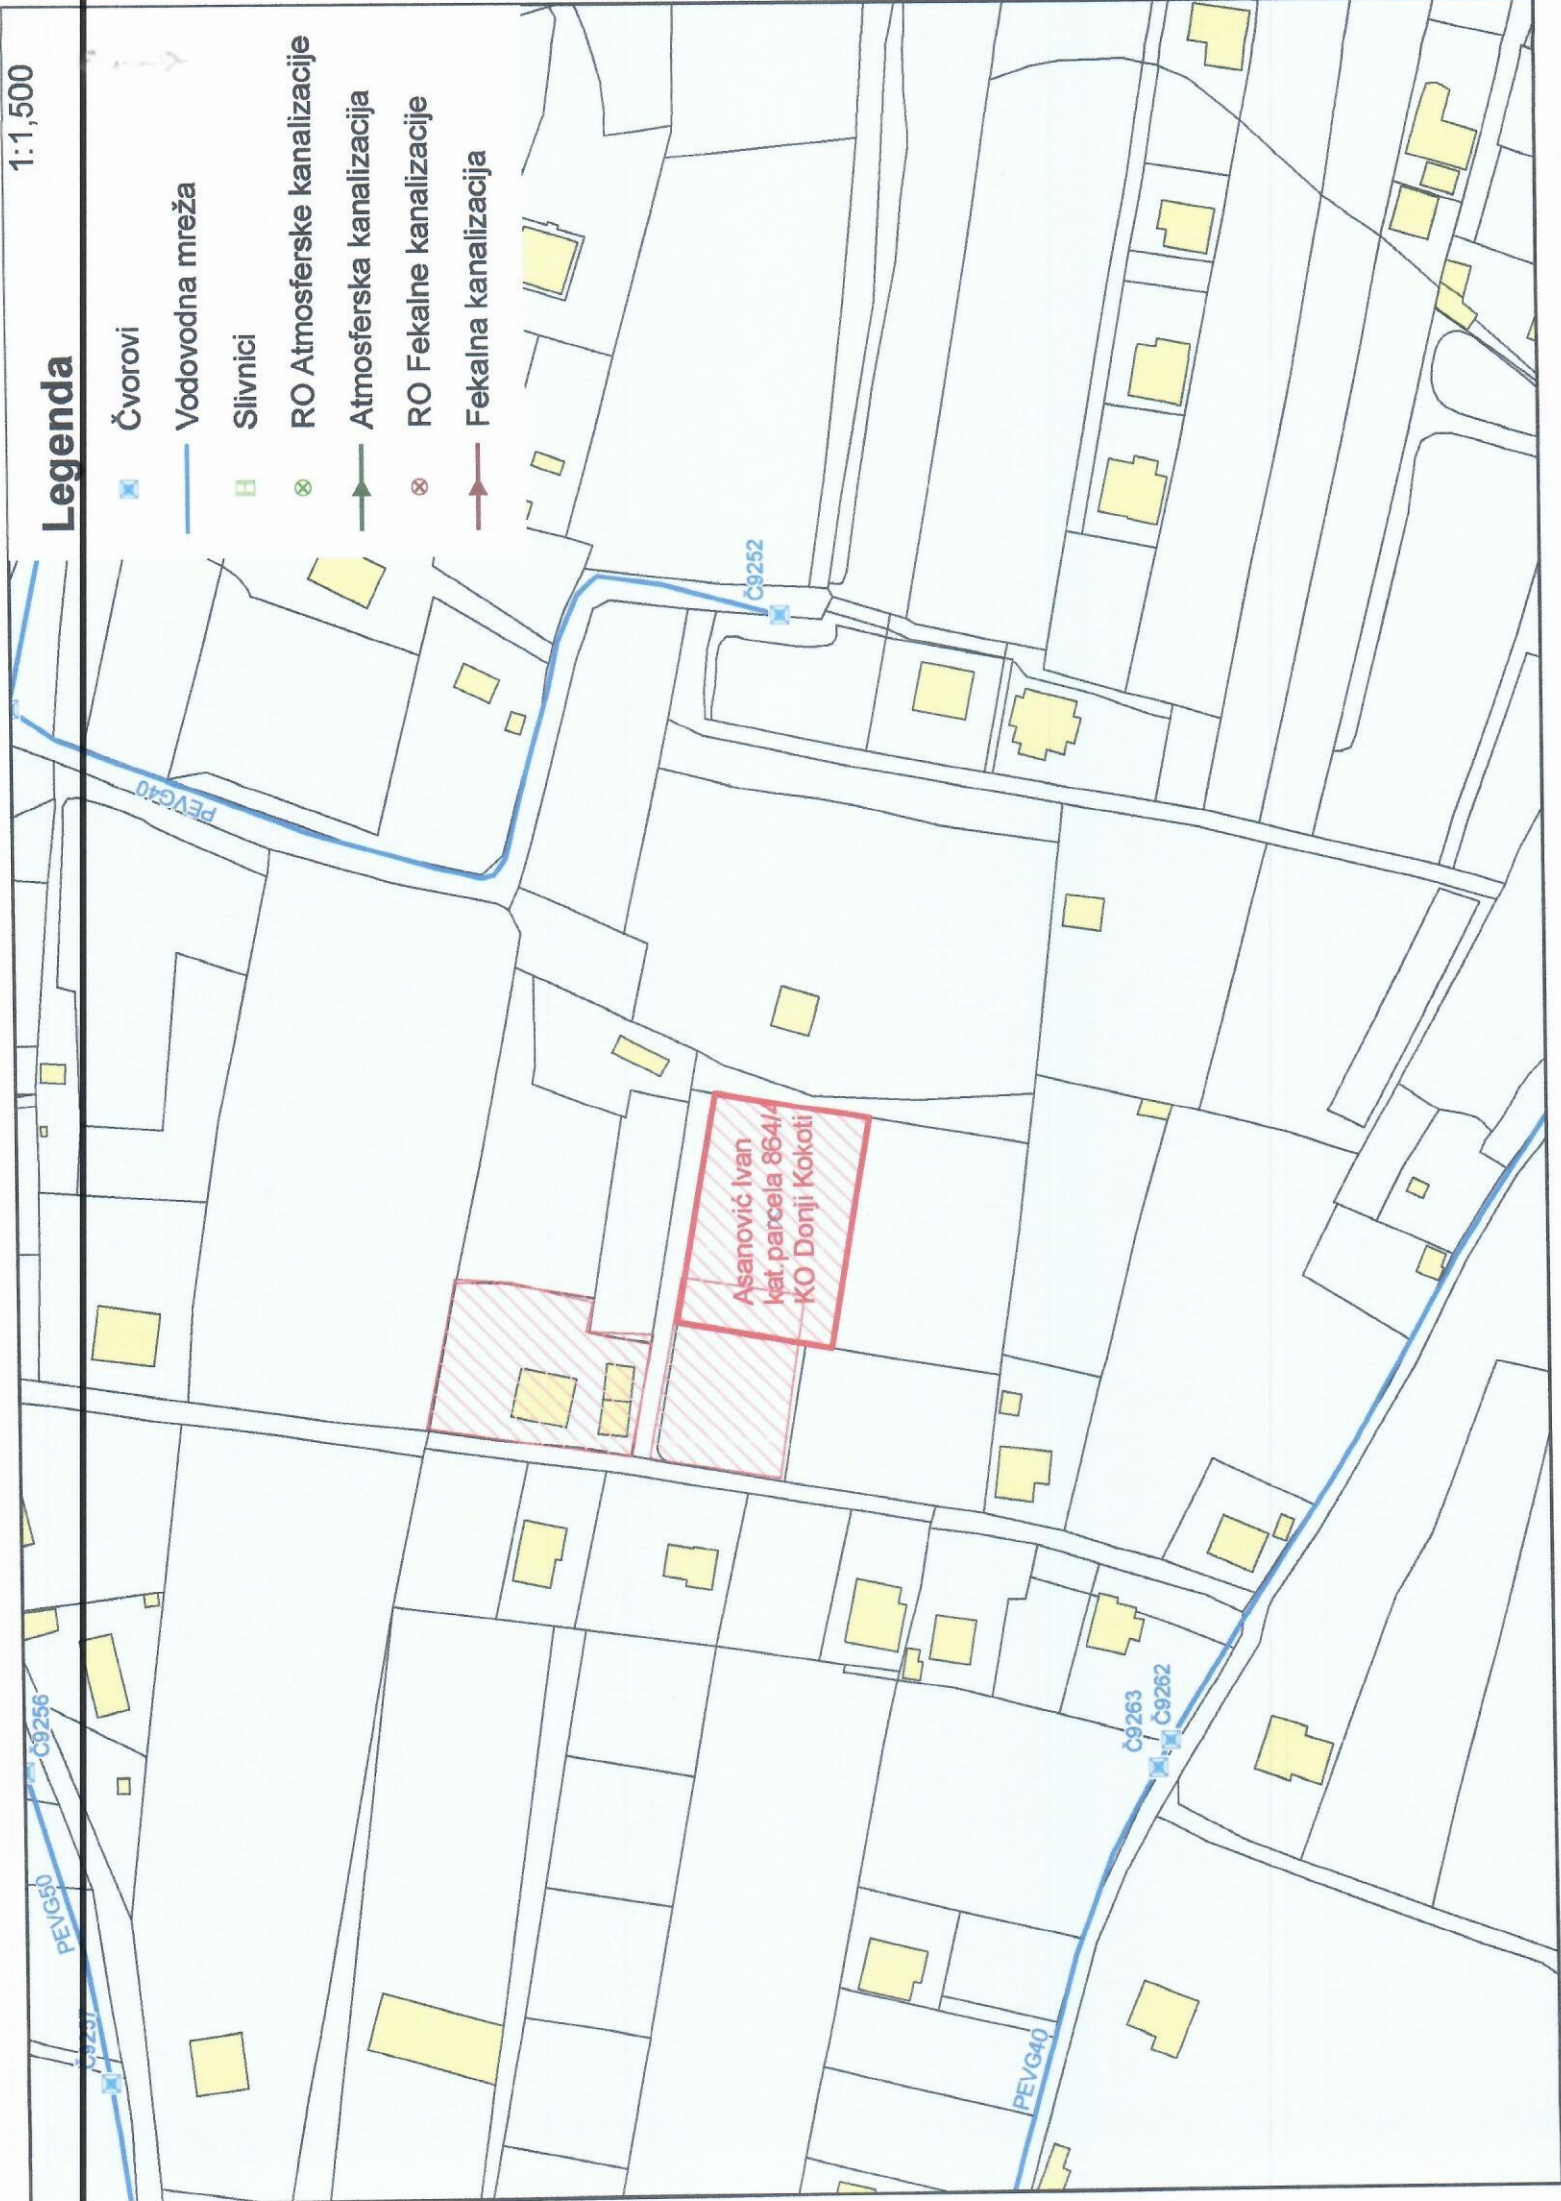 1:1,500
Legenda
Čvorovi
Vodovodna mreža
Slivnici
RO Atmosferske kanalizacije
Atmosferska kanalizacija
RO Fekalne kanalizacije
Fekalna kanalizacija
Č9257
PEVG50
Č9256
PEVG40
Č9252
Asanović Ivan
kat.parcela 864/4
KO Donji Kokoti
PEVG40
Č9263
Č9262